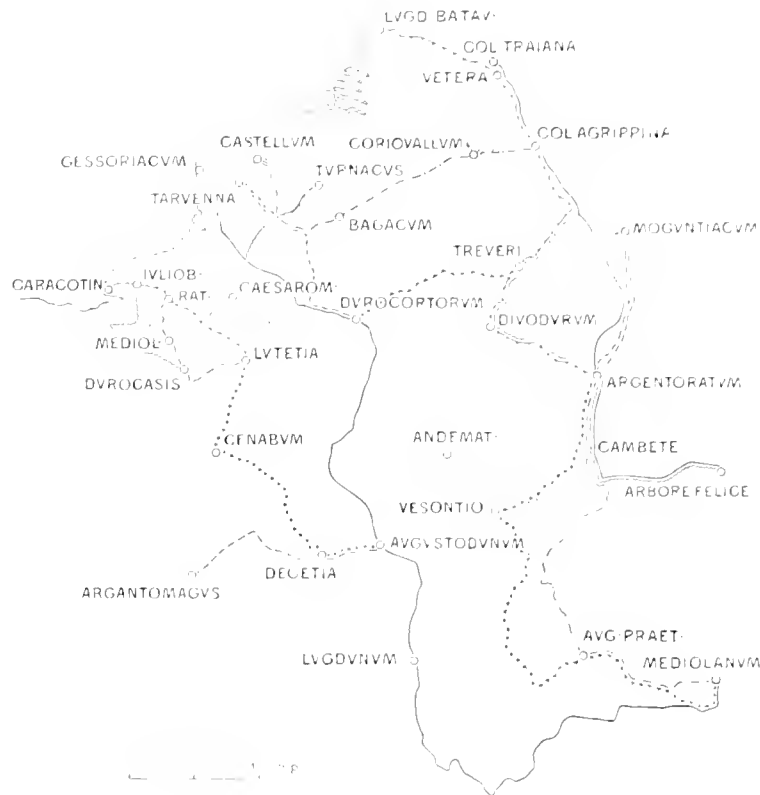 LVGD BATAV·
COL TRAIANA
VETERA
COL AGRIPPINA
CASTELLVM
CORIOVALLVM
GESSORIACVM
TVRNACVS
TARVENNA
BAGACVM
MOGVNTIACVM
TREVERI
IVLIOB·
CARACOTIN·
RAT·
CAESAROM·
DVROCORTORVM
DIVODVRVM
MEDIOL·
LVTETIA
DVROCASIS
ARGENTORATVM
CENABVM
ANDEMAT·
CAMBETE
ARBORE FELICE
VESONTIO
AVGVSTODVNVM
DECETIA
ARGANTOMAGVS
AVG·PRAET·
LVGDVNVM
MEDIOLANVM